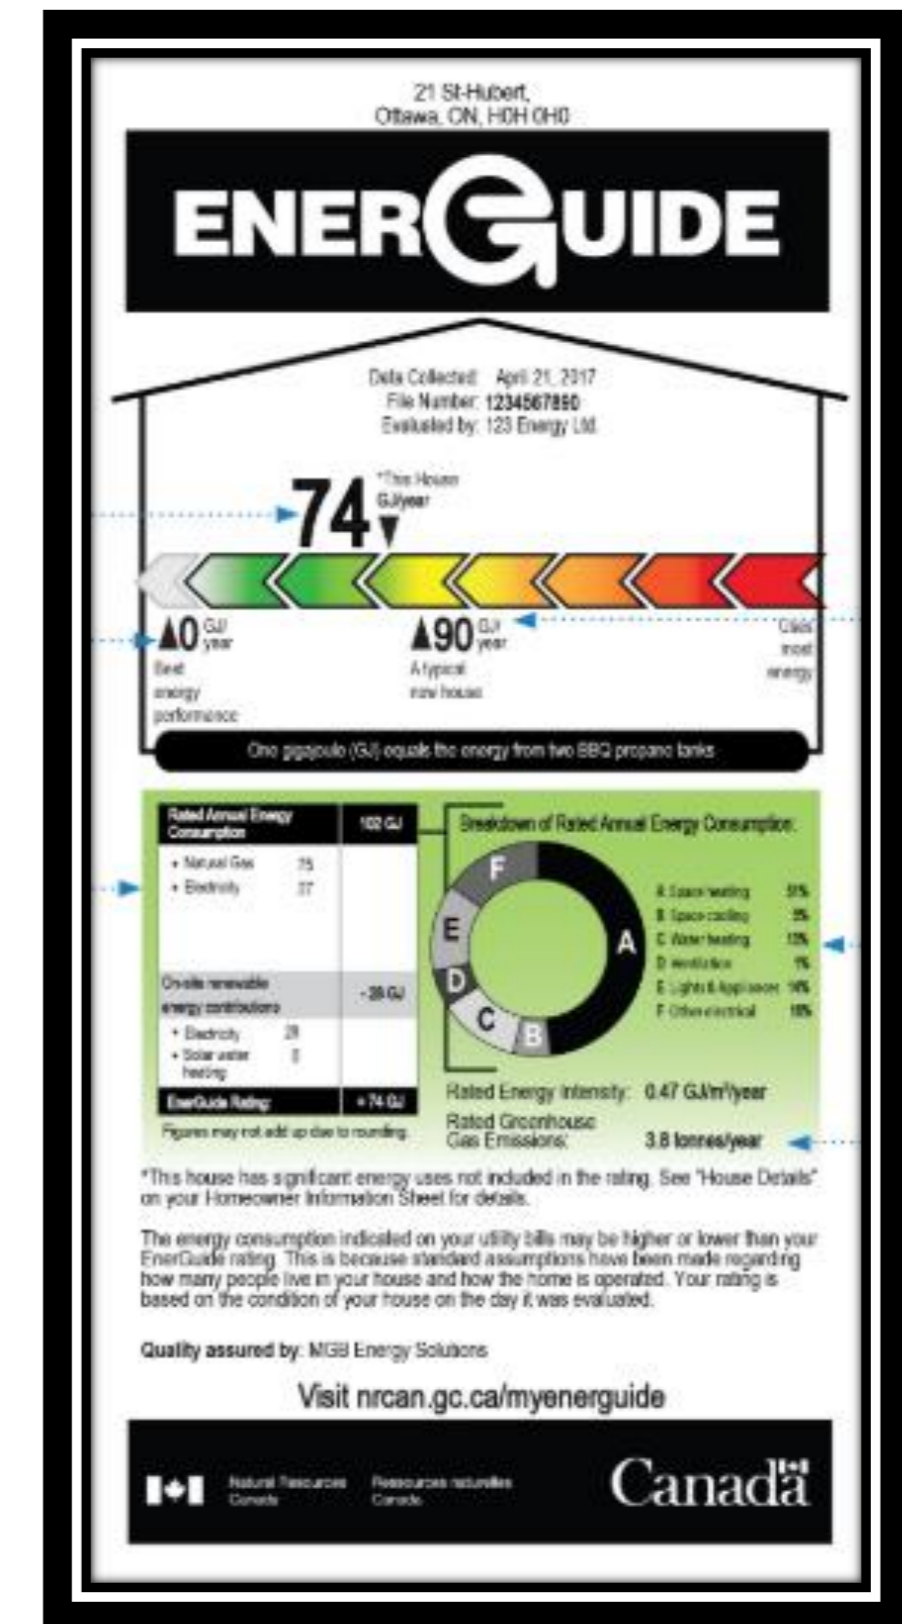 21 St-Hubert,
Ottawa, ON, H0H 0H0
ENERGUIDE
Data Collected: April 21, 2017
File Number: 1234567890
Evaluated by: 123 Energy Ltd.
74
*This House
GJ/year
0 GJ/
year
Best
energy
performance
90 GJ/
year
A typical
new house
Uses
most
energy
One gigajoule (GJ) equals the energy from two BBQ propane tanks
Rated Annual Energy
Consumption
102 GJ
• Natural Gas 75
• Electricity 27
On-site renewable
energy contributions
- 28 GJ
• Electricity 28
• Solar water
heating
0
EnerGuide Rating:
= 74 GJ
Figures may not add up due to rounding.
Breakdown of Rated Annual Energy Consumption:
A
B
C
D
E
F
A Space heating 51%
B Space cooling 5%
C Water heating
D Ventilation
E Lights & Appliances 14%
F Other electrical
Rated Energy Intensity: 0.47 GJ/m²/year
Rated Greenhouse
Gas Emissions: 3.8 tonnes/year
*This house has significant energy uses not included in the rating. See "House Details"
on your Homeowner Information Sheet for details.
The energy consumption indicated on your utility bills may be higher or lower than your
EnerGuide rating. This is because standard assumptions have been made regarding
how many people live in your house and how the home is operated. Your rating is
based on the condition of your house on the day it was evaluated.
Quality assured by: MGB Energy Solutions
Visit nrcan.gc.ca/myenerguide
Natural Resources
Canada
Ressources naturelles
Canada
Canada